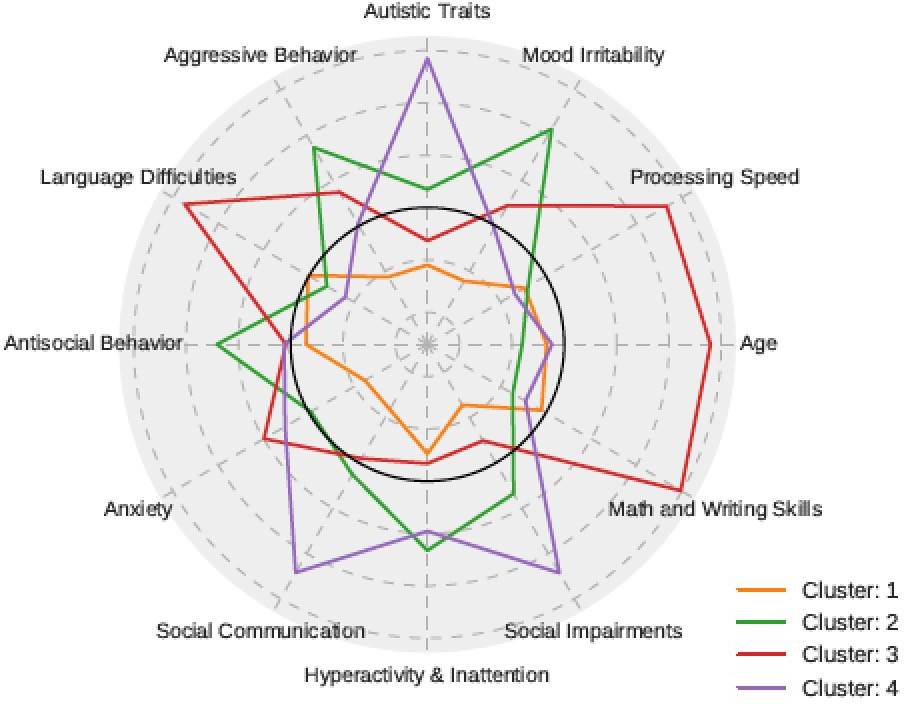 Autistic Traits
Aggressive Behavior
Mood Irritability
Language Difficulties
Processing Speed
Antisocial Behavior
Age
Anxiety
Math and Writing Skills
Social Communication
Social Impairments
Hyperactivity & Inattention
Cluster: 1
Cluster: 2
Cluster: 3
Cluster: 4